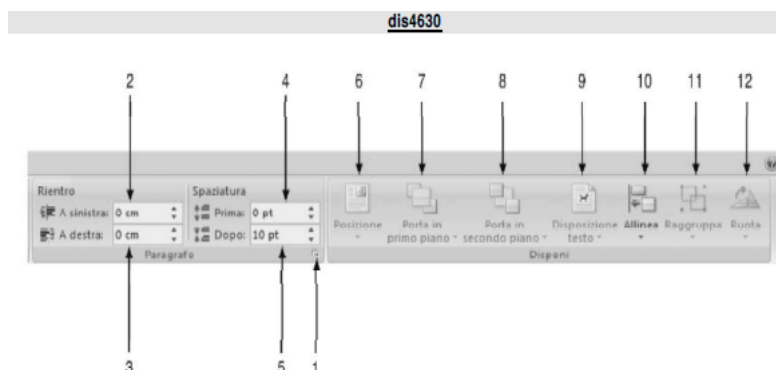 dis4630
2 4 6 7 8 9 10 11 12
Rientro Spaziatura
A sinistra: 0 cm Prima: 0 pt
A destra: 0 cm Dopo: 10 pt
Posizione Porta in primo piano Porta in secondo piano Disposizione testo Allinea Raggruppa Ruota
Paragrafo Disponi
3 5 1